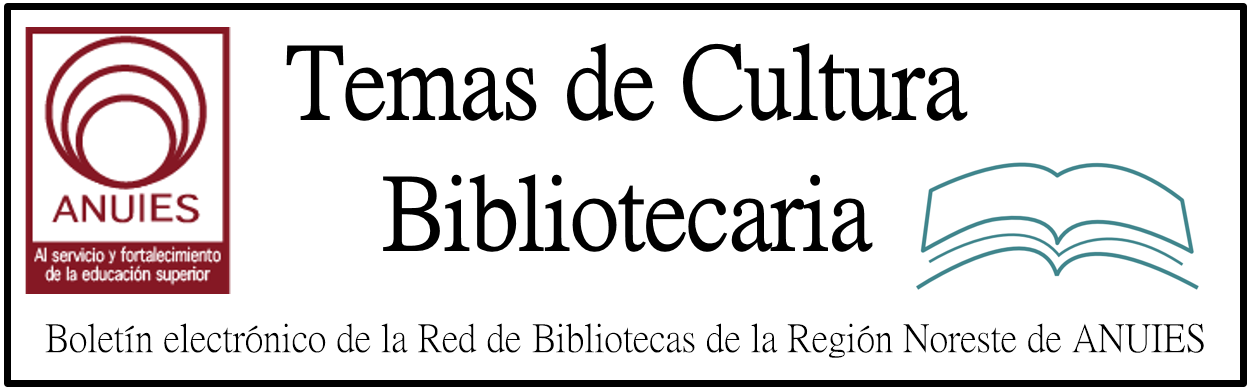 ANUIES
Al servicio y fortalecimiento
de la educación superior
Temas de Cultura
Bibliotecaria
Boletín electrónico de la Red de Bibliotecas de la Región Noreste de ANUIES